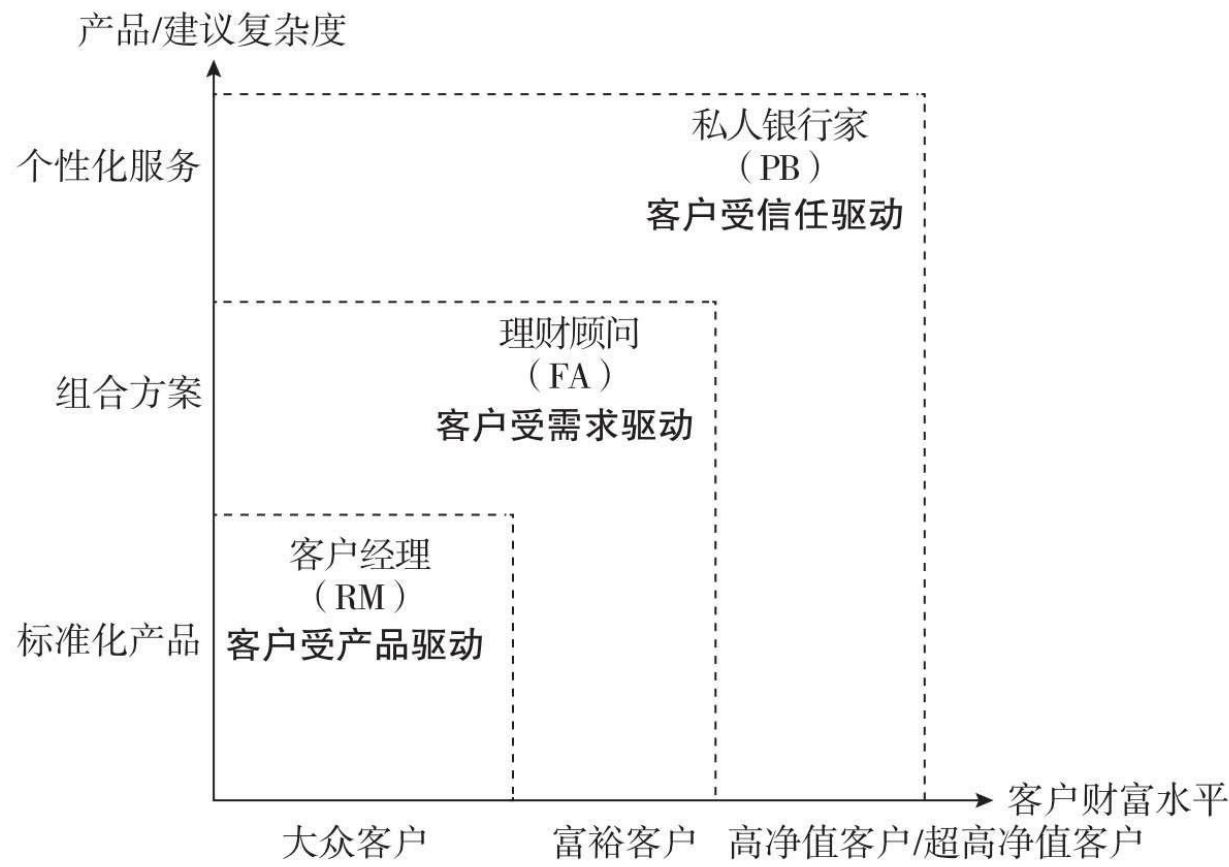 产品/建议复杂度
私人银行家
（PB）
个性化服务
客户受信任驱动
理财顾问
（FA）
组合方案
客户受需求驱动
客户经理
（RM）
标准化产品
客户受产品驱动
客户财富水平
大众客户
富裕客户
高净值客户/超高净值客户